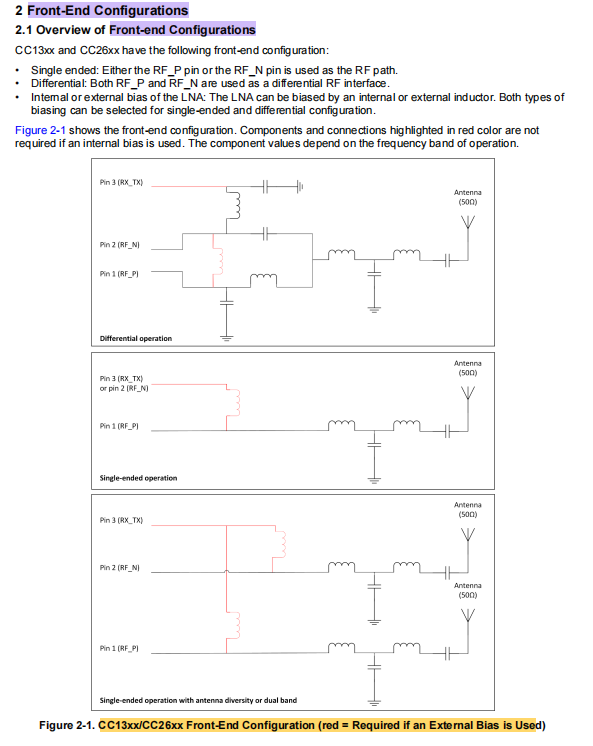 2 Front-End Configurations
2.1 Overview of Front-end Configurations
CC13xx and CC26xx have the following front-end configuration:
• Single ended: Either the RF_P pin or the RF_N pin is used as the RF path.
• Differential: Both RF_P and RF_N are used as a differential RF interface.
• Internal or external bias of the LNA: The LNA can be biased by an internal or external inductor. Both types of
biasing can be selected for single-ended and differential configuration.
Figure 2-1 shows the front-end configuration. Components and connections highlighted in red color are not
required if an internal bias is used. The component values depend on the frequency band of operation.
Pin 3 (RX_TX)
Antenna
(50Ω)
Pin 2 (RF_N)
Pin 1 (RF_P)
Differential operation
Antenna
(50Ω)
Pin 3 (RX_TX)
or pin 2 (RF_N)
Pin 1 (RF_P)
Single-ended operation
Antenna
(50Ω)
Pin 3 (RX_TX)
Pin 2 (RF_N)
Antenna
(50Ω)
Pin 1 (RF_P)
Single-ended operation with antenna diversity or dual band
Figure 2-1. CC13xx/CC26xx Front-End Configuration (red = Required if an External Bias is Used)